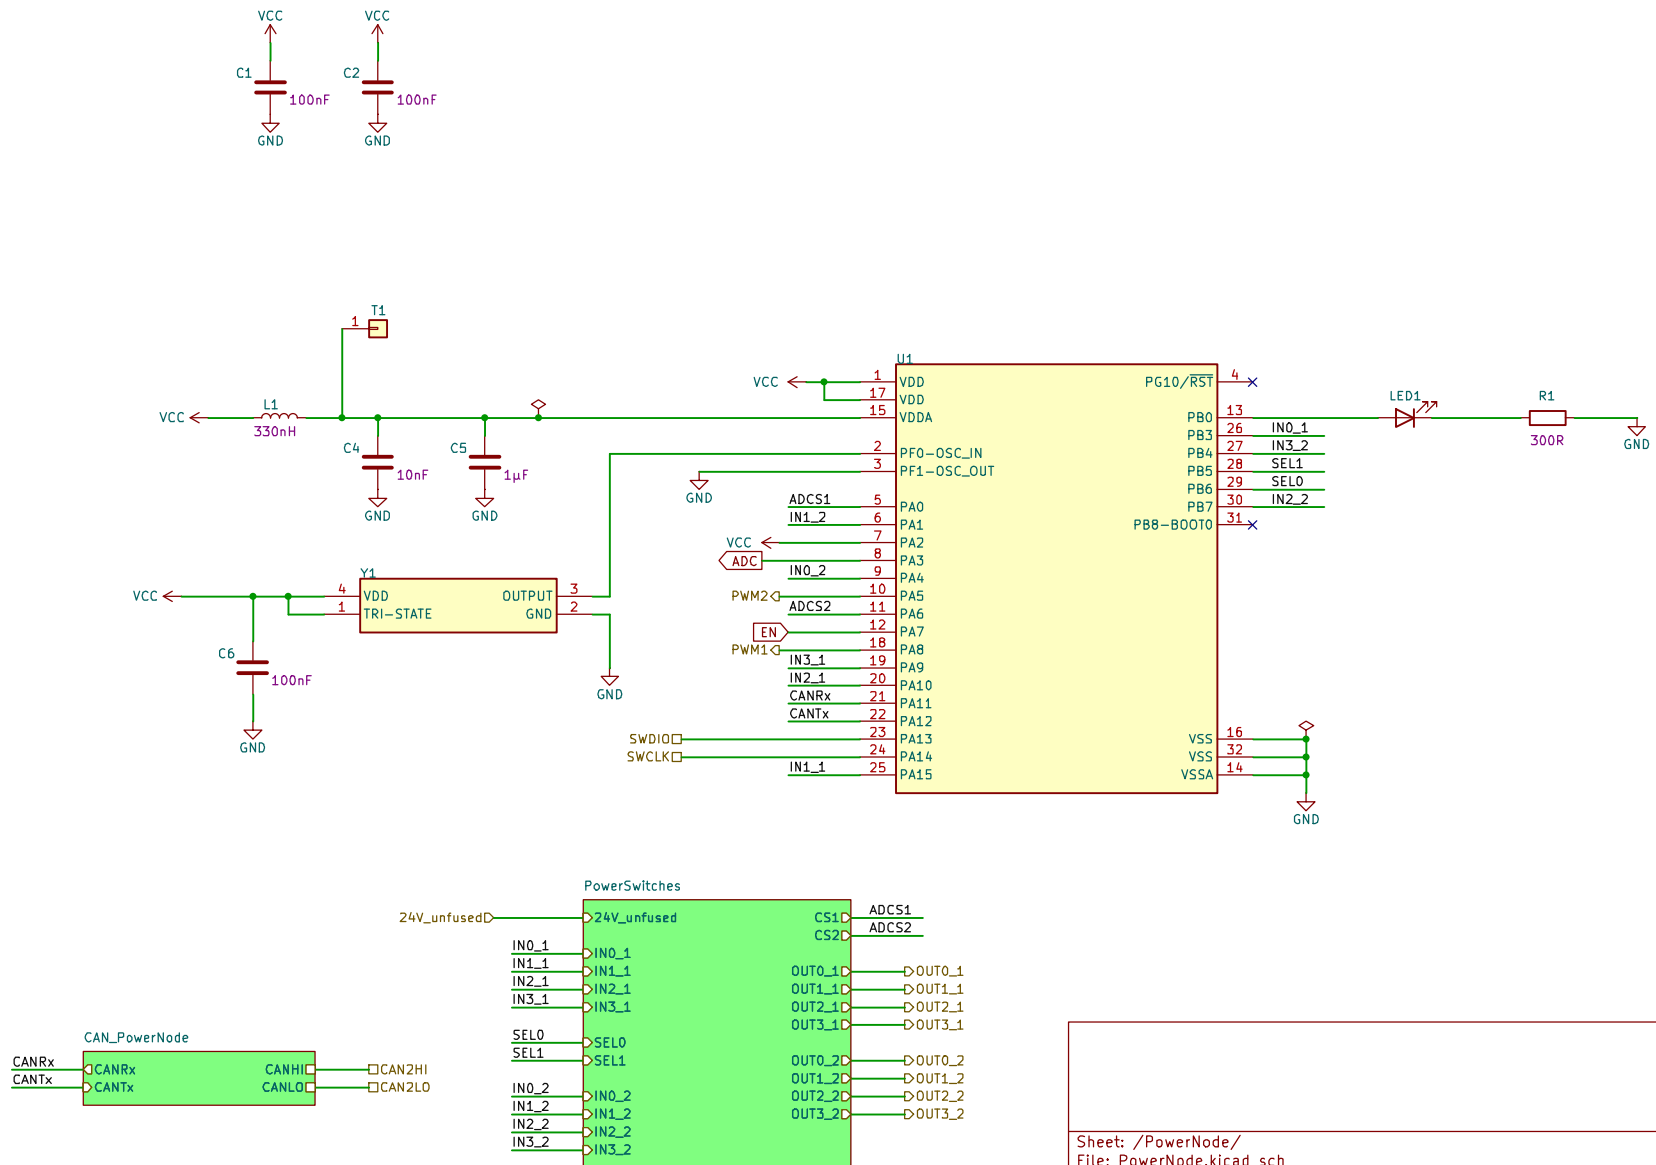 VCC
VCC
C1
100nF
GND
C2
100nF
GND
T1
1
VCC
L1
330nH
C4
10nF
GND
C5
1µF
GND
VCC
Y1
4 VDD
1 TRI-STATE
OUTPUT 3
GND 2
C6
100nF
GND
GND
U1
VCC
1 VDD
17 VDD
15 VDDA
2 PF0-OSC_IN
3 PF1-OSC_OUT
GND
ADCS1 5 PA0
IN1_2 6 PA1
VCC 7 PA2
ADC 8 PA3
IN0_2 9 PA4
PWM2 10 PA5
ADCS2 11 PA6
EN 12 PA7
PWM1 18 PA8
IN3_1 19 PA9
IN2_1 20 PA10
CANRx 21 PA11
CANTx 22 PA12
SWDIO 23 PA13
SWCLK 24 PA14
IN1_1 25 PA15
PG10/RST 4
PB0 13
PB3 26 IN0_1
PB4 27 IN3_2
PB5 28 SEL1
PB6 29 SEL0
PB7 30 IN2_2
PB8-BOOT0 31
VSS 16
VSS 32
VSSA 14
GND
LED1
R1
300R
GND
PowerSwitches
24V_unfused 24V_unfused
IN0_1 IN0_1
IN1_1 IN1_1
IN2_1 IN2_1
IN3_1 IN3_1
SEL0 SEL0
SEL1 SEL1
IN0_2 IN0_2
IN1_2 IN1_2
IN2_2 IN2_2
IN3_2 IN3_2
CS1 ADCS1
CS2 ADCS2
OUT0_1 OUT0_1
OUT1_1 OUT1_1
OUT2_1 OUT2_1
OUT3_1 OUT3_1
OUT0_2 OUT0_2
OUT1_2 OUT1_2
OUT2_2 OUT2_2
OUT3_2 OUT3_2
CAN_PowerNode
CANRx CANRx
CANTx CANTx
CANHI CAN2HI
CANLO CAN2LO
Sheet: /PowerNode/
File: PowerNode.kicad_sch